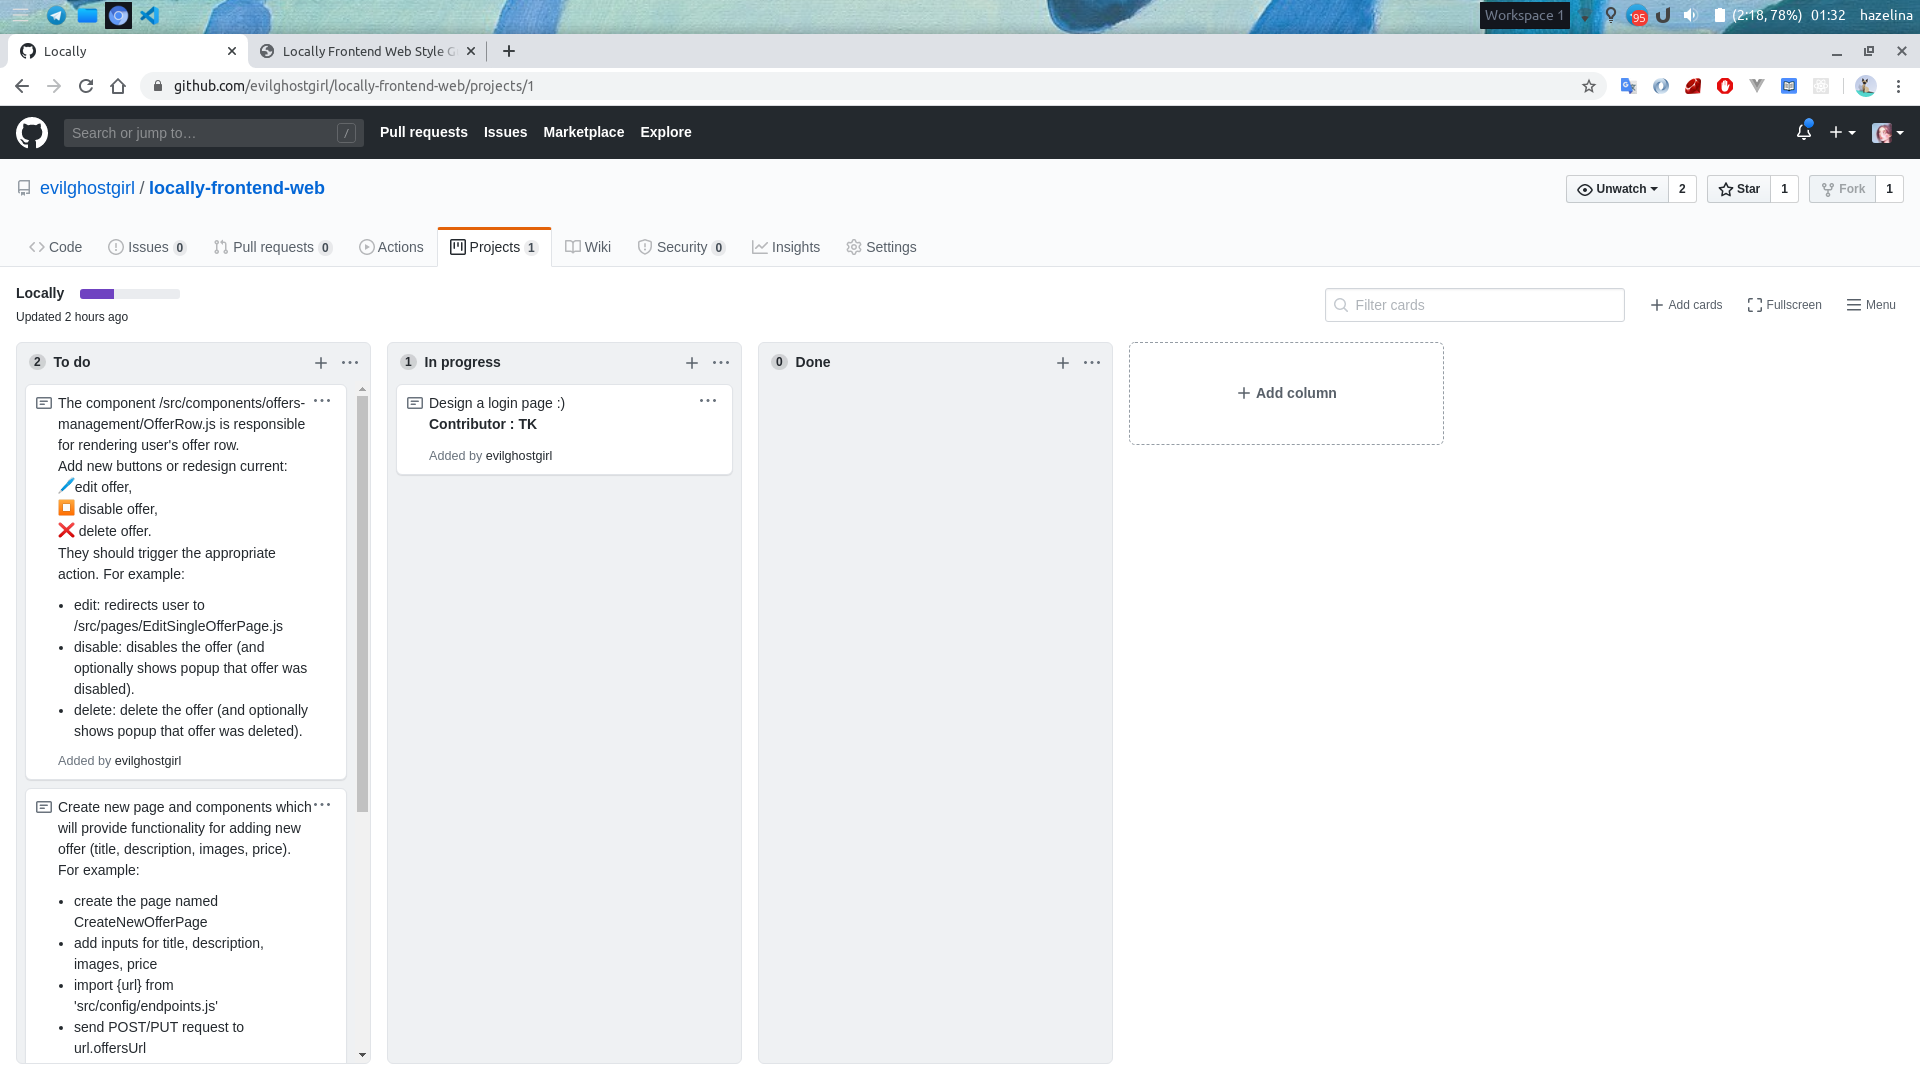 Workspace 1
95
(2:18, 78%)
01:32
hazelina
Locally
Locally Frontend Web Style G
github.com/evilghostgirl/locally-frontend-web/projects/1
Search or jump to…
/
Pull requests
Issues
Marketplace
Explore
evilghostgirl / locally-frontend-web
Unwatch 2
Star 1
Fork 1
Code
Issues 0
Pull requests 0
Actions
Projects 1
Wiki
Security 0
Insights
Settings
Locally
Updated 2 hours ago
Filter cards
Add cards
Fullscreen
Menu
2 To do
The component /src/components/offers-
management/OfferRow.js is responsible
for rendering user's offer row.
Add new buttons or redesign current:
edit offer,
disable offer,
delete offer.
They should trigger the appropriate
action. For example:
• edit: redirects user to
/src/pages/EditSingleOfferPage.js
• disable: disables the offer (and
optionally shows popup that offer was
disabled).
• delete: delete the offer (and optionally
shows popup that offer was deleted).
Added by evilghostgirl
Create new page and components which
will provide functionality for adding new
offer (title, description, images, price).
For example:
• create the page named
CreateNewOfferPage
• add inputs for title, description,
images, price
• import {url} from
'src/config/endpoints.js'
• send POST/PUT request to
url.offersUrl
1 In progress
Design a login page :)
Contributor : TK
Added by evilghostgirl
0 Done
Add column